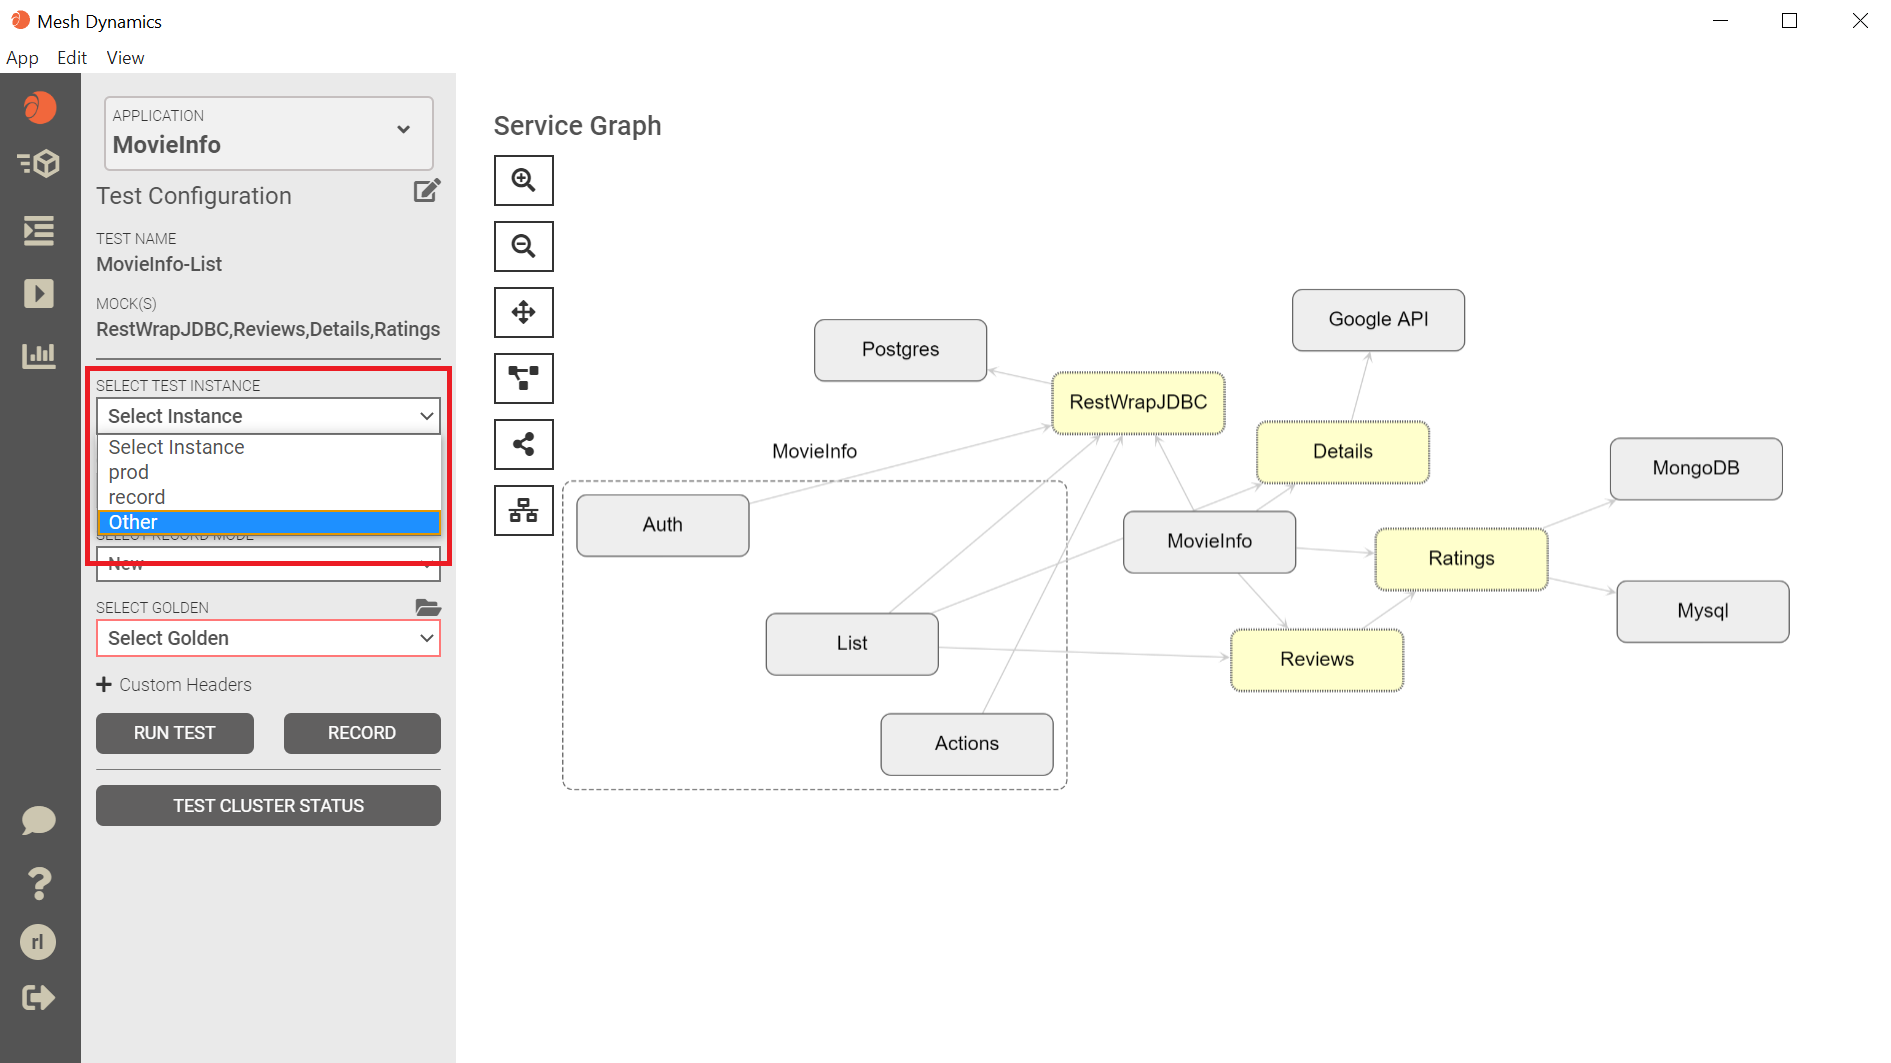 Mesh Dynamics
App Edit View
APPLICATION
MovieInfo
Test Configuration
TEST NAME
MovieInfo-List
MOCK(S)
RestWrapJDBC,Reviews,Details,Ratings
SELECT TEST INSTANCE
Select Instance
Select Instance
prod
record
Other
SELECT RECORD MODE
New
SELECT GOLDEN
Select Golden
Custom Headers
RUN TEST
RECORD
TEST CLUSTER STATUS
rl
Service Graph
Google API
Postgres
RestWrapJDBC
MovieInfo
Details
MongoDB
Auth
MovieInfo
Ratings
Mysql
List
Reviews
Actions